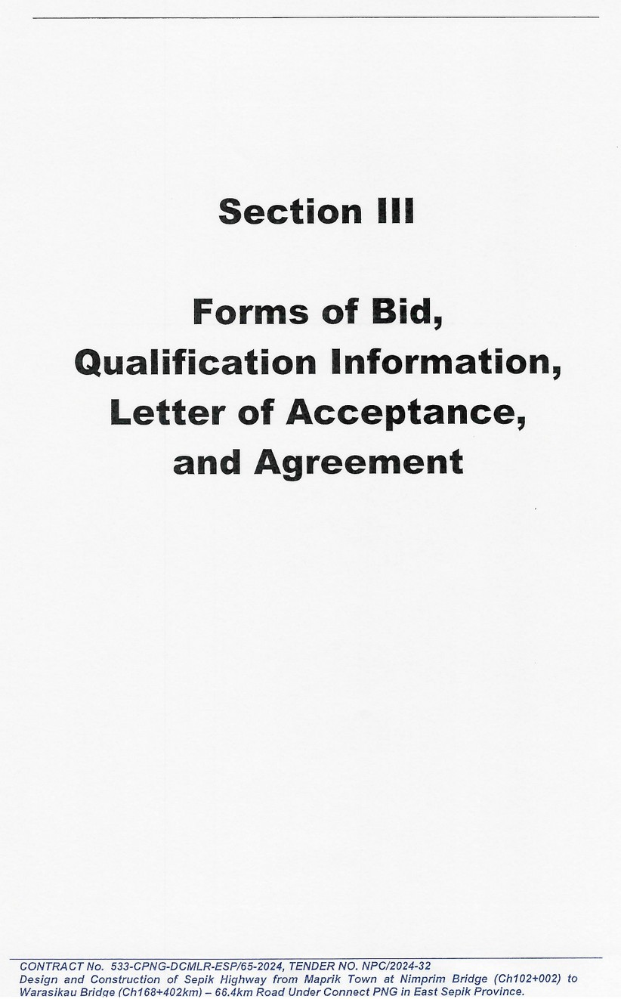 Section III
Forms of Bid,
Qualification Information,
Letter of Acceptance,
and Agreement
CONTRACT No. 533-CPNG-DCMLR-ESP/65-2024, TENDER NO. NPC/2024-32
Design and Construction of Sepik Highway from Maprik Town at Nimprim Bridge (Ch102+002) to
Warasikau Bridge (Ch168+402km) – 66.4km Road Under Connect PNG in East Sepik Province.